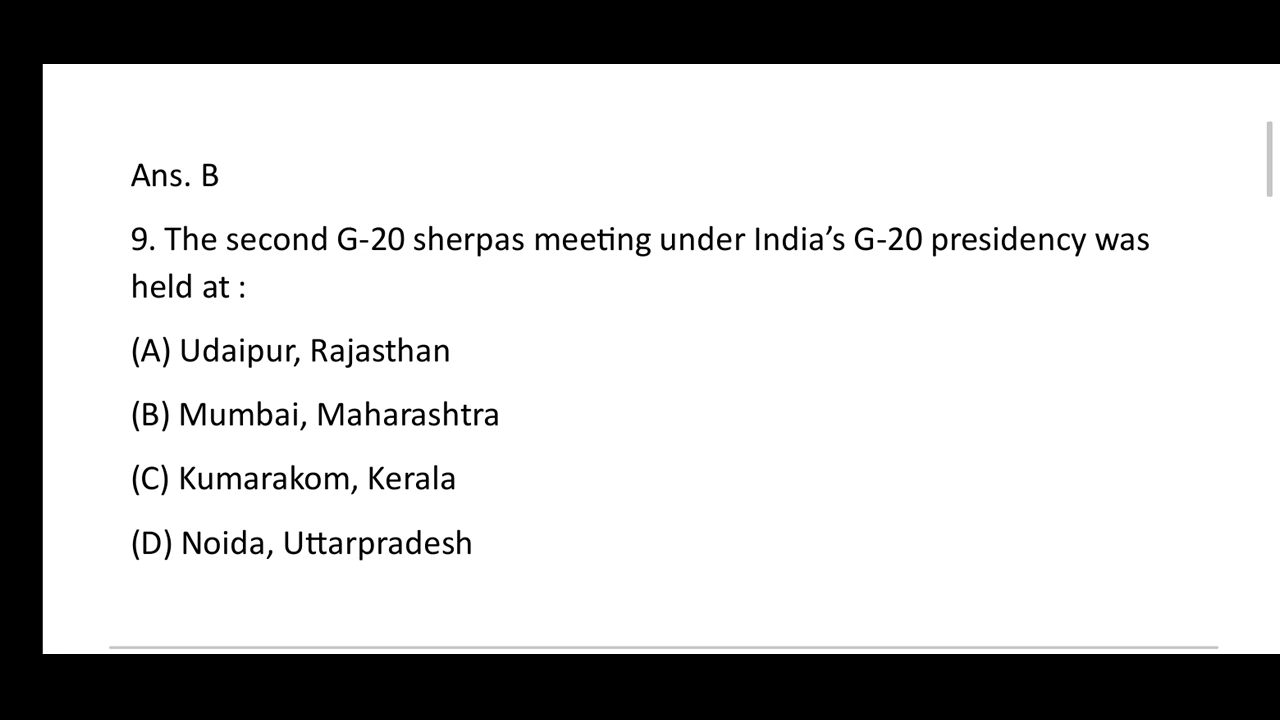 Ans. B
9. The second G-20 sherpas meeting under India’s G-20 presidency was
held at :
(A) Udaipur, Rajasthan
(B) Mumbai, Maharashtra
(C) Kumarakom, Kerala
(D) Noida, Uttarpradesh